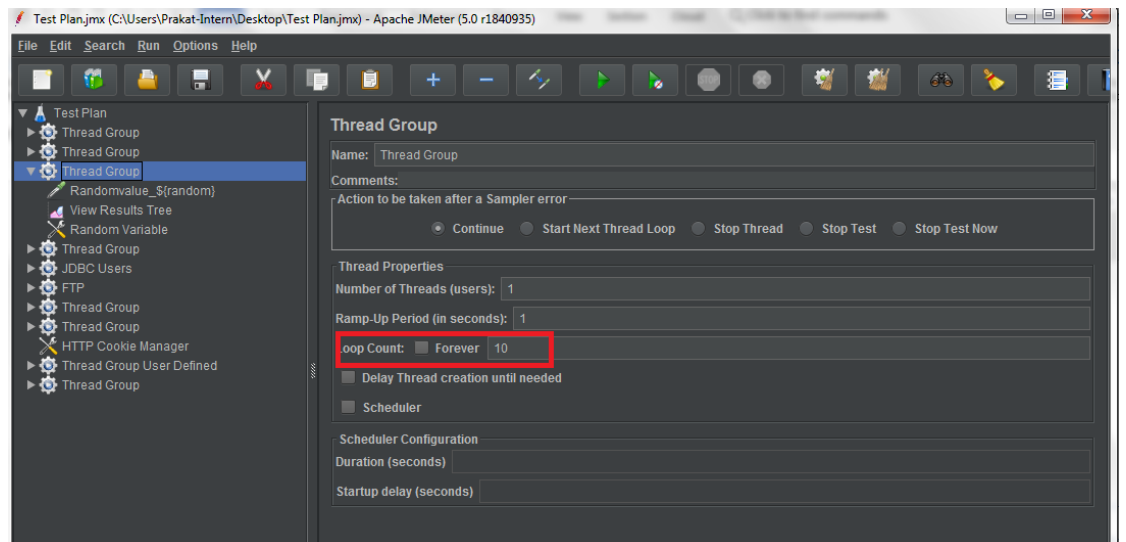 Test Plan.jmx (C:\Users\Prakat-Intern\Desktop\Test Plan.jmx) - Apache JMeter (5.0 r1840935)
File Edit Search Run Options Help
STOP
Test Plan
Thread Group
Thread Group
Thread Group
Randomvalue_${random}
View Results Tree
Random Variable
Thread Group
JDBC Users
FTP
Thread Group
Thread Group
HTTP Cookie Manager
Thread Group User Defined
Thread Group
Thread Group
Name: Thread Group
Comments:
Action to be taken after a Sampler error
Continue Start Next Thread Loop Stop Thread Stop Test Stop Test Now
Thread Properties
Number of Threads (users): 1
Ramp-Up Period (in seconds): 1
Loop Count: Forever 10
Delay Thread creation until needed
Scheduler
Scheduler Configuration
Duration (seconds)
Startup delay (seconds)